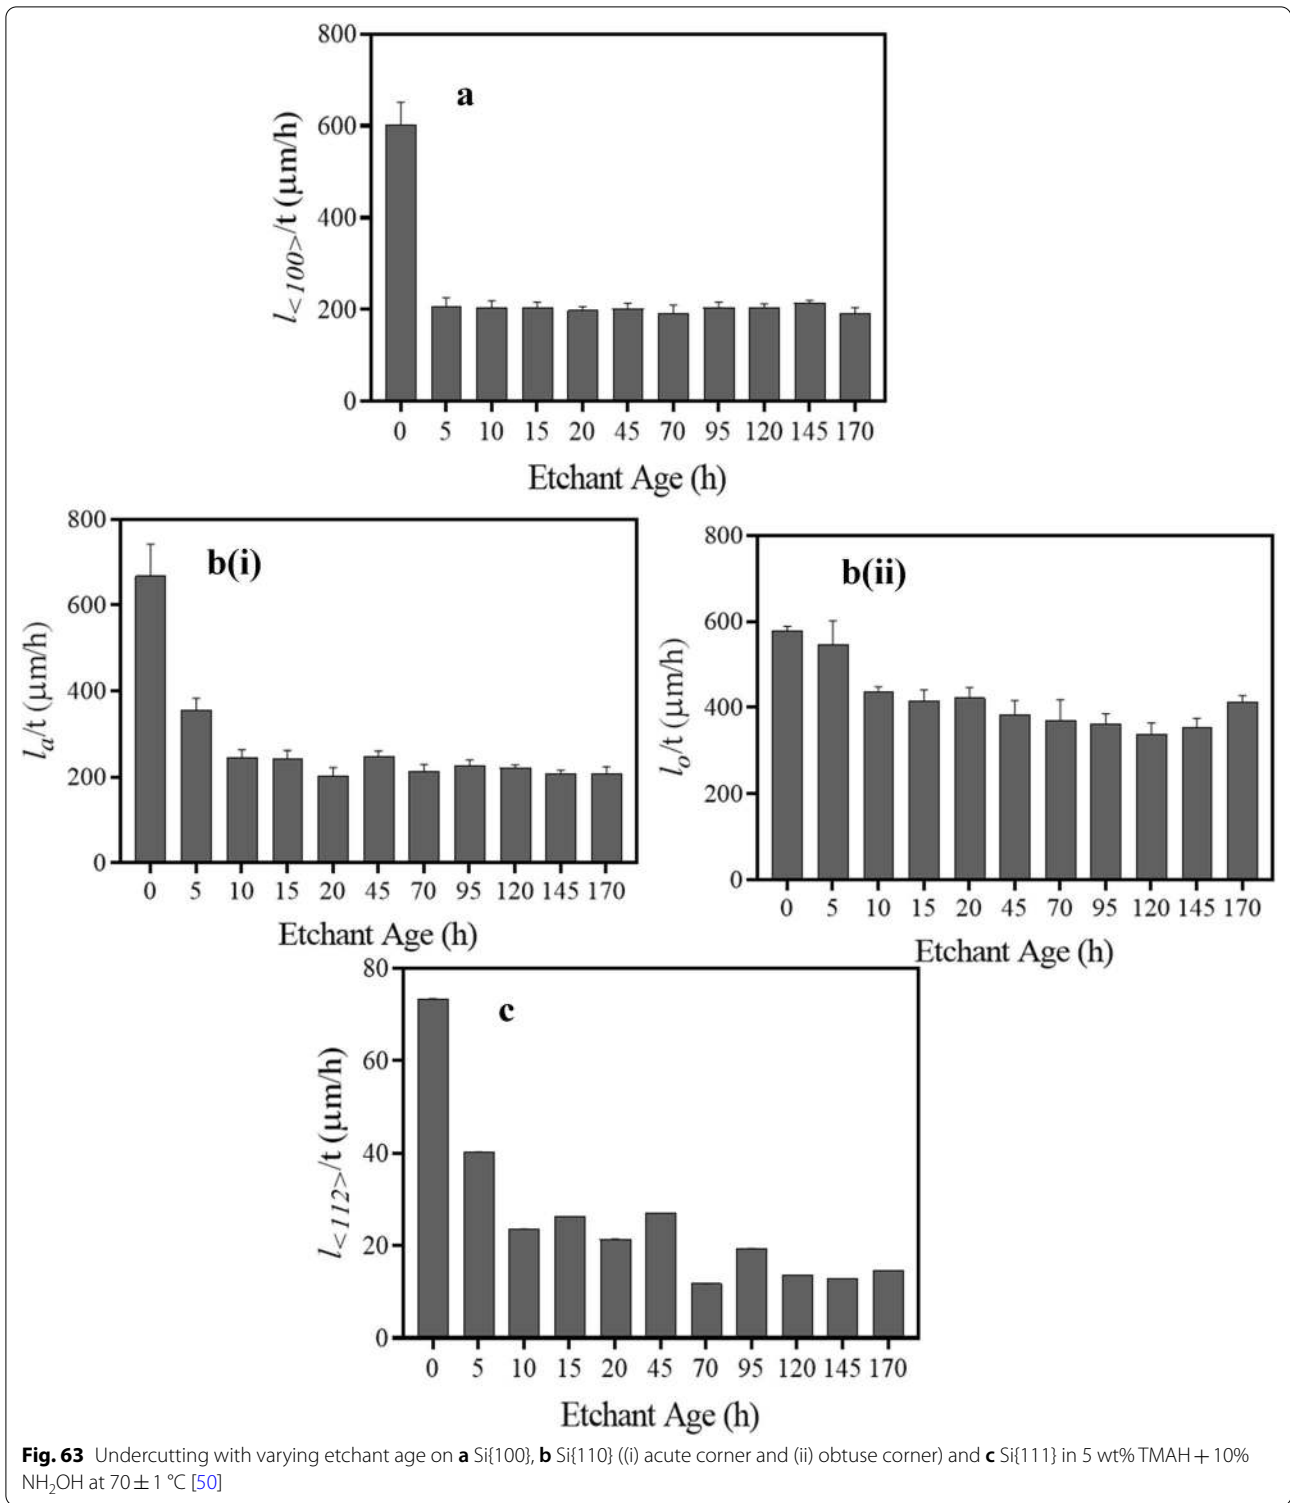 800
600
400
200
0
a
l<100>/t (μm/h)
0 5 10 15 20 45 70 95 120 145 170
Etchant Age (h)
800
600
400
200
0
b(i)
la/t (μm/h)
0 5 10 15 20 45 70 95 120 145 170
Etchant Age (h)
800
600
400
200
0
b(ii)
lo/t (μm/h)
0 5 10 15 20 45 70 95 120 145 170
Etchant Age (h)
80
60
40
20
0
c
l<112>/t (μm/h)
0 5 10 15 20 45 70 95 120 145 170
Etchant Age (h)
Fig. 63 Undercutting with varying etchant age on a Si{100}, b Si{110} ((i) acute corner and (ii) obtuse corner) and c Si{111} in 5 wt% TMAH + 10%
NH₂OH at 70 ± 1 °C [50]